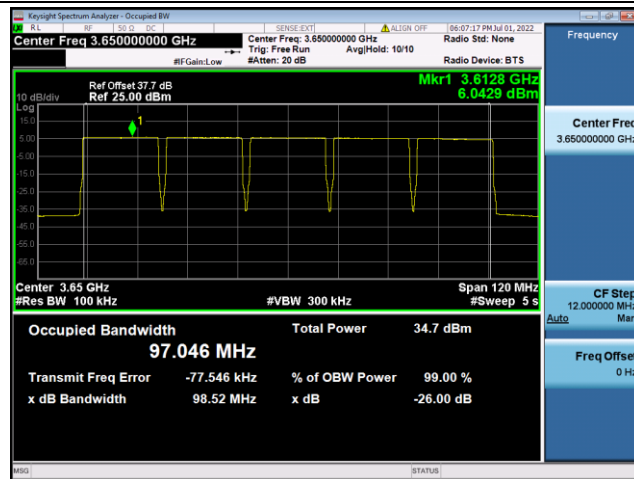 Keysight Spectrum Analyzer - Occupied BW
RL RF 50 Ω DC SENSE:EXT ALIGN OFF 06:07:17 PM Jul 01, 2022
Center Freq 3.650000000 GHz
Center Freq: 3.650000000 GHz
Radio Std: None
Trig: Free Run Avg|Hold: 10/10
#IFGain:Low #Atten: 20 dB Radio Device: BTS
Frequency
Ref Offset 37.7 dB
Mkr1 3.6128 GHz
10 dB/div Ref 25.00 dBm 6.0429 dBm
Log
15.0
5.00
-5.00
-15.0
-25.0
-35.0
-45.0
-55.0
-65.0
1
Center 3.65 GHz Span 120 MHz
#Res BW 100 kHz #VBW 300 kHz #Sweep 5 s
Center Freq
3.650000000 GHz
CF Step
12.000000 MHz
Auto Man
Freq Offset
0 Hz
Occupied Bandwidth Total Power 34.7 dBm
97.046 MHz
Transmit Freq Error -77.546 kHz % of OBW Power 99.00 %
x dB Bandwidth 98.52 MHz x dB -26.00 dB
MSG STATUS